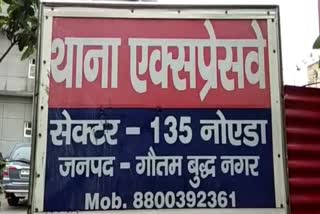 थाना एक्सप्रेसवे
सेक्टर - 135 नोएडा
जनपद - गौतम बुद्ध नगर
Mob. 8800392361